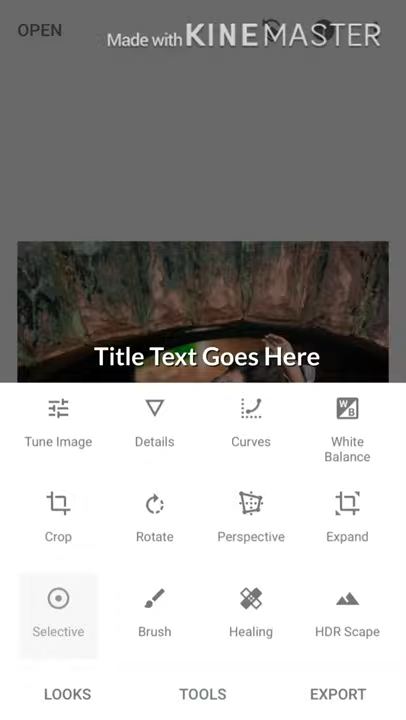 OPEN
Made with KINEMASTER
Title Text Goes Here
Tune Image
Details
Curves
White
Balance
W
B
Crop
Rotate
Perspective
Expand
Selective
Brush
Healing
HDR Scape
LOOKS
TOOLS
EXPORT